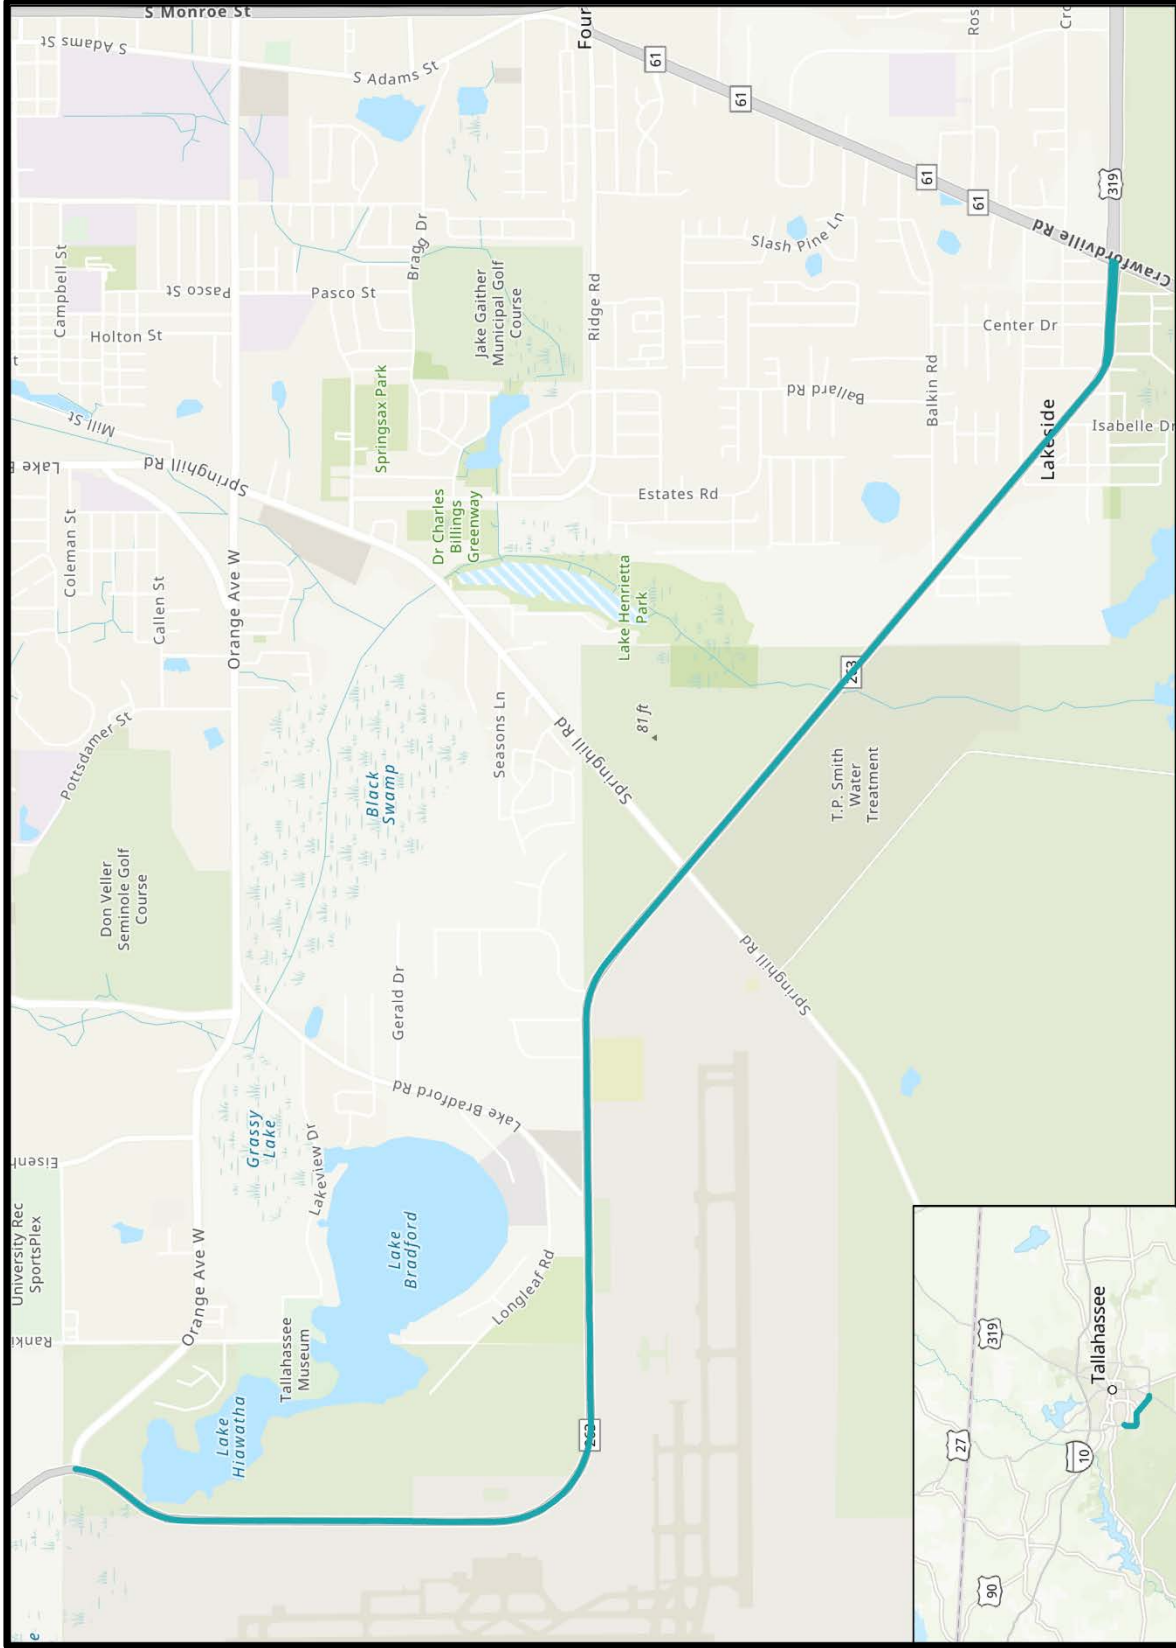 S Monroe St
S Adams St
S Adams St
Four
61
61
61
61
319
Crawfordville Rd
Slash Pine Ln
Campbell St
Pasco St
Pasco St
Bragg Dr
Holton St
Jake Gaither
Municipal Golf
Course
Ridge Rd
Center Dr
Mill St
Springsax Park
Ballard Rd
Balkin Rd
Lakeside
Isabelle Dr
Springhill Rd
Coleman St
Dr Charles
Billings
Greenway
Estates Rd
Callen St
Orange Ave W
Lake Henrietta
Park
263
Pottsdamer St
Black
Swamp
Seasons Ln
81 ft
Springhill Rd
T.P. Smith
Water
Treatment
Don Veller
Seminole Golf
Course
Gerald Dr
Springhill Rd
Lake Bradford Rd
Grassy
Lake
Lakeview Dr
University Rec
SportsPlex
Orange Ave W
Lake
Bradford
Longleaf Rd
Tallahassee
Museum
Lake
Hiawatha
263
Tallahassee
319
27
10
90